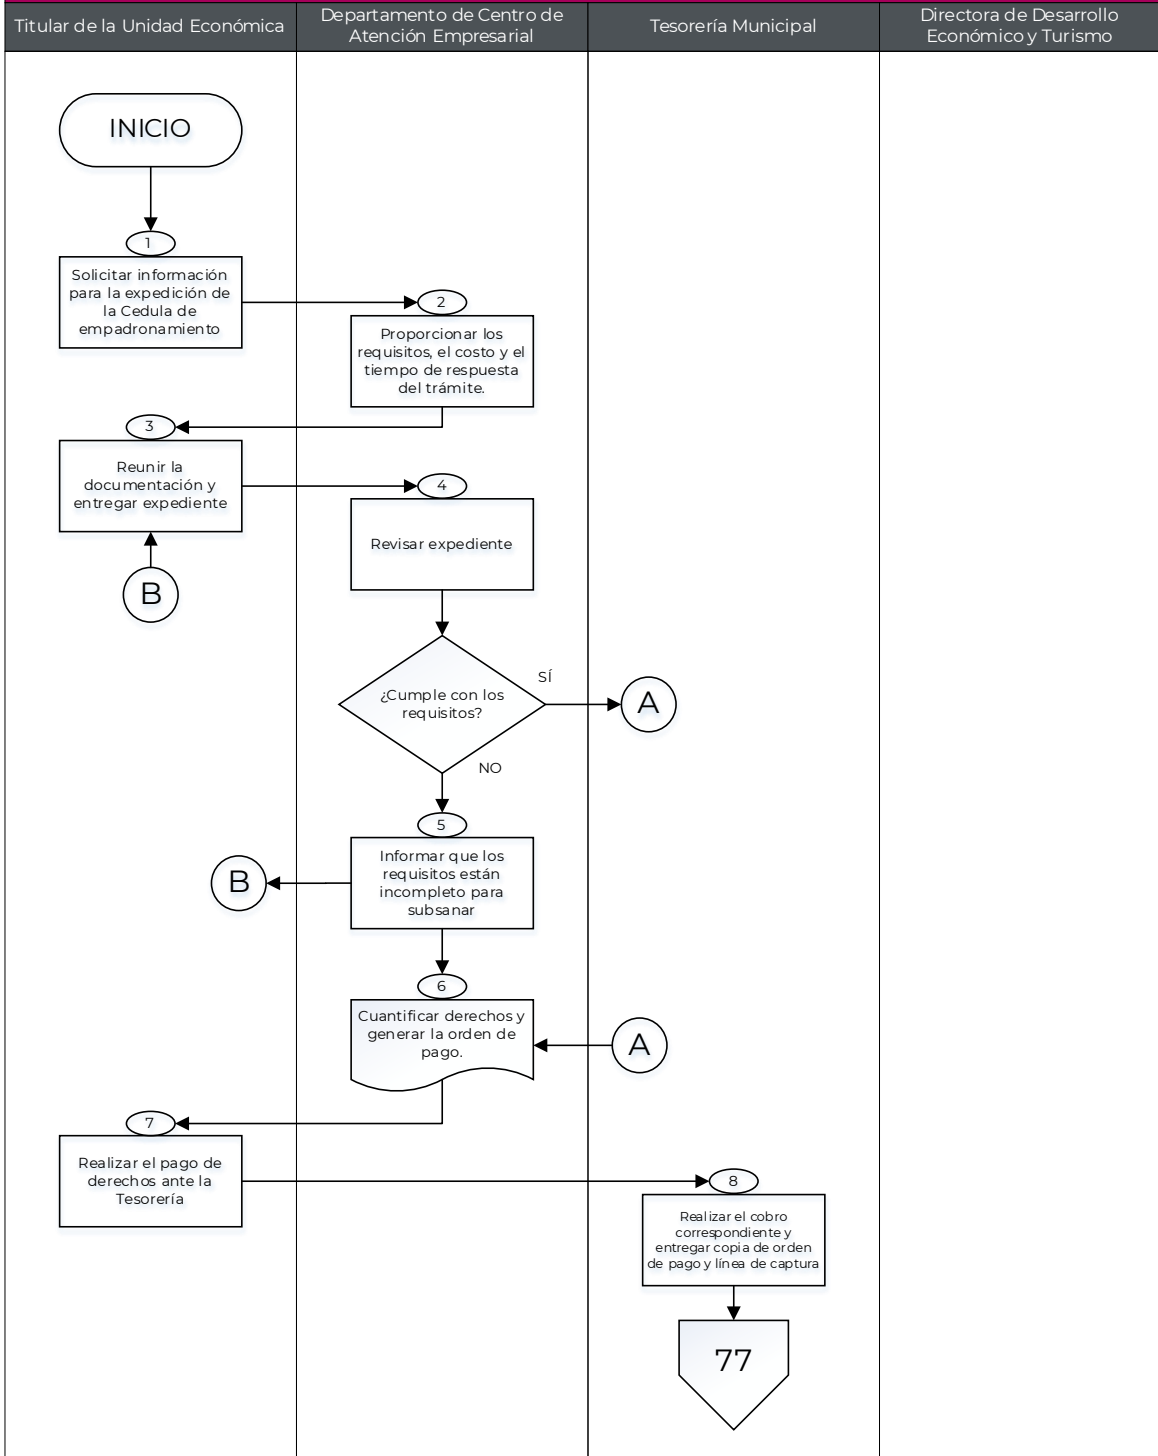 Titular de la Unidad Económica
Departamento de Centro de
Atención Empresarial
Tesorería Municipal
Directora de Desarrollo
Económico y Turismo
INICIO
1
Solicitar información
para la expedición de
la Cedula de
empadronamiento
2
Proporcionar los
requisitos, el costo y el
tiempo de respuesta
del trámite.
3
Reunir la
documentación y
entregar expediente
4
Revisar expediente
B
¿Cumple con los
requisitos?
SÍ
A
NO
5
Informar que los
requisitos están
incompleto para
subsanar
B
6
Cuantificar derechos y
generar la orden de
pago.
A
7
Realizar el pago de
derechos ante la
Tesorería
8
Realizar el cobro
correspondiente y
entregar copia de orden
de pago y línea de captura
77